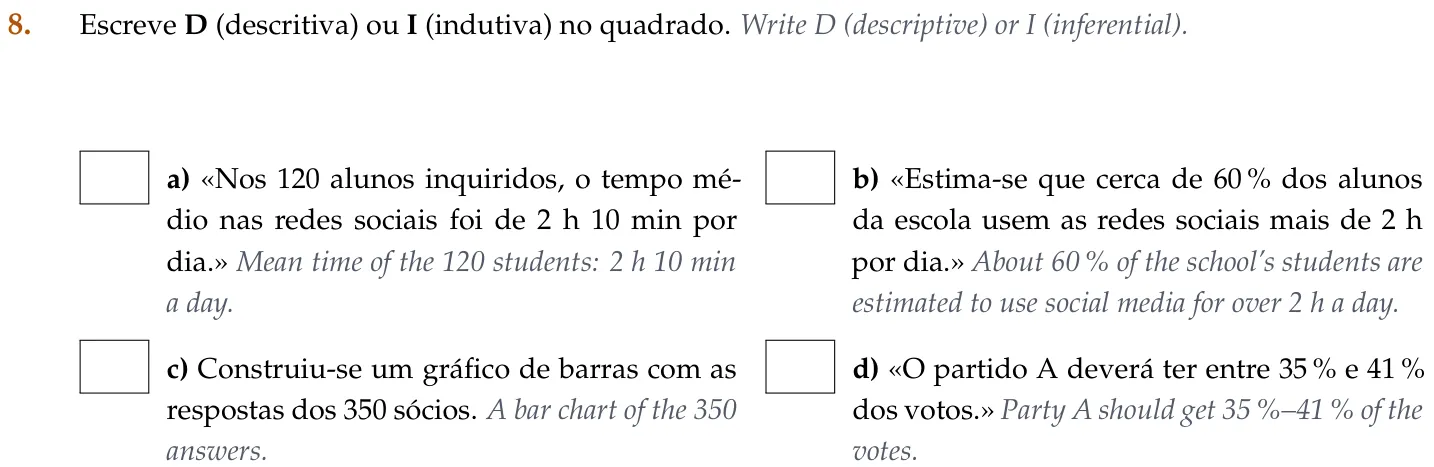 8. Escreve D (descritiva) ou I (indutiva) no quadrado. Write D (descriptive) or I (inferential).
a) «Nos 120 alunos inquiridos, o tempo mé-
dio nas redes sociais foi de 2 h 10 min por
dia.» Mean time of the 120 students: 2 h 10 min
a day.
b) «Estima-se que cerca de 60 % dos alunos
da escola usem as redes sociais mais de 2 h
por dia.» About 60 % of the school’s students are
estimated to use social media for over 2 h a day.
c) Construiu-se um gráfico de barras com as
respostas dos 350 sócios. A bar chart of the 350
answers.
d) «O partido A deverá ter entre 35 % e 41 %
dos votos.» Party A should get 35 %–41 % of the
votes.